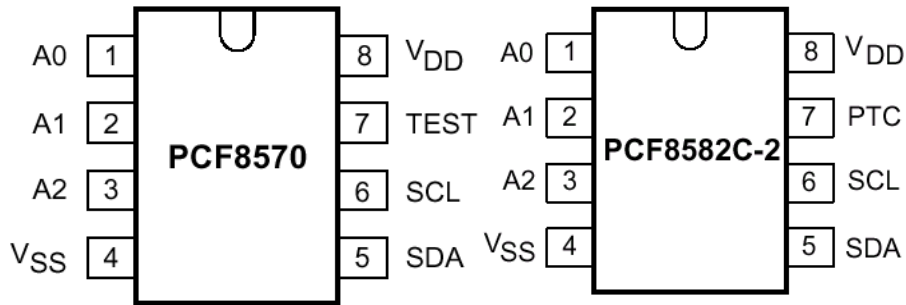 A0 1 8 VDD
A1 2 7 TEST
PCF8570
A2 3 6 SCL
VSS 4 5 SDA
A0 1 8 VDD
A1 2 7 PTC
PCF8582C-2
A2 3 6 SCL
VSS 4 5 SDA